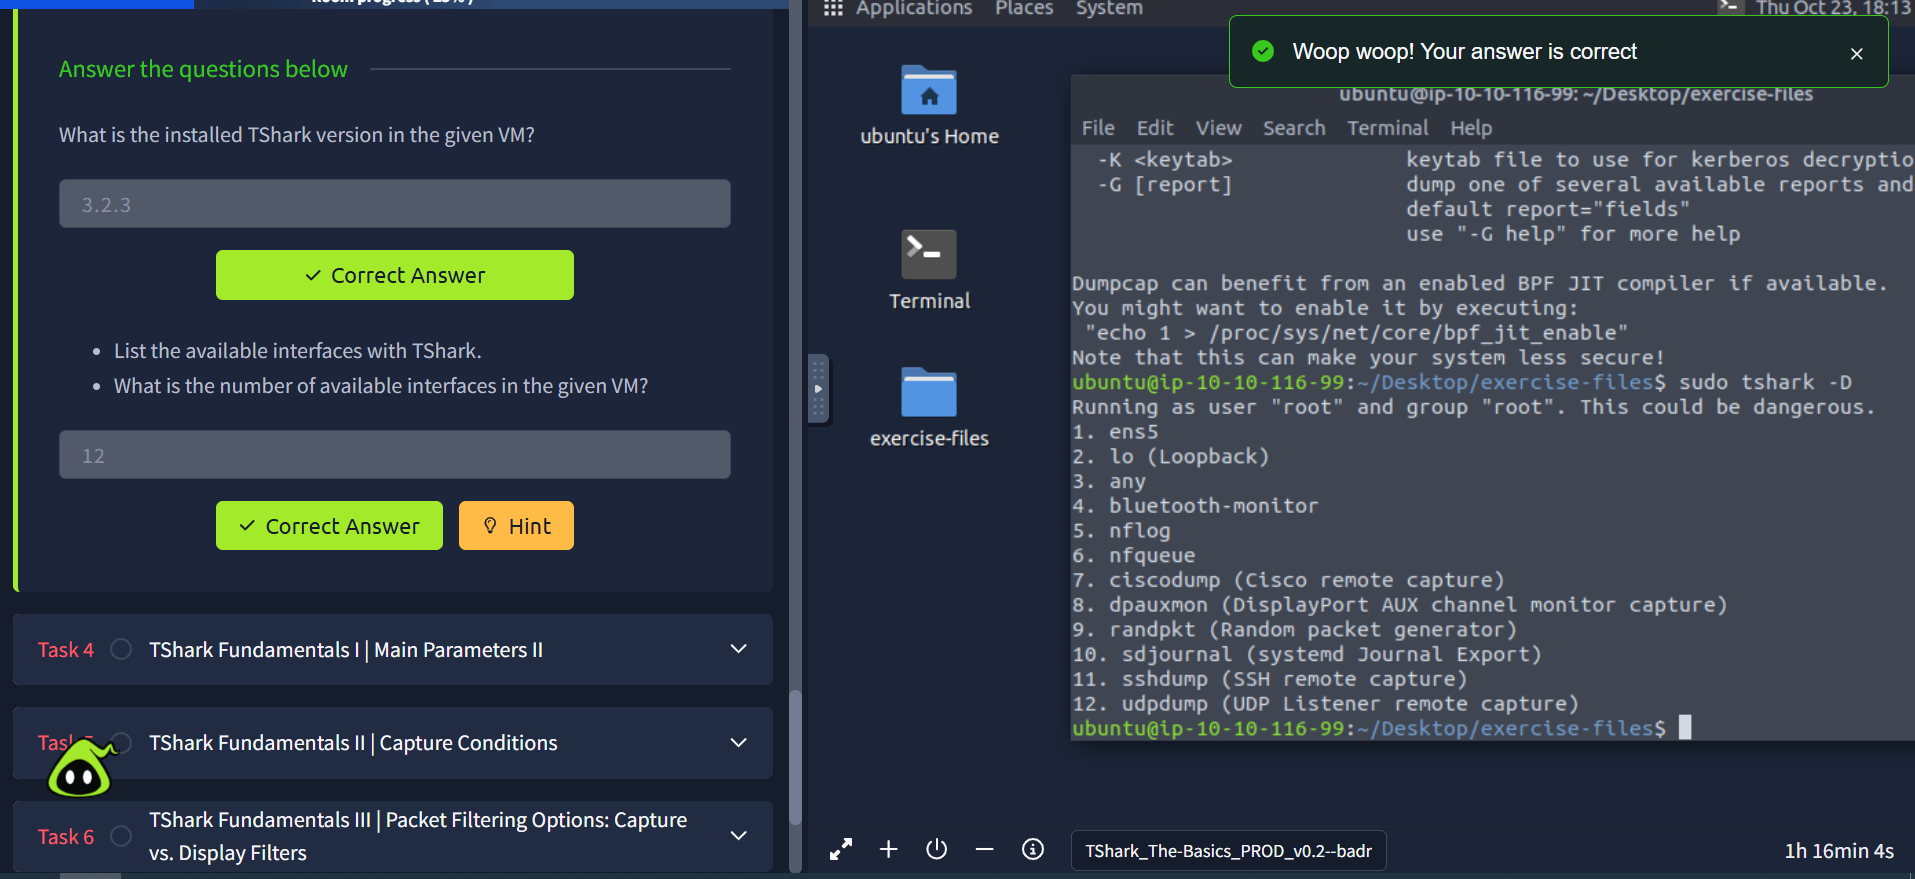 Answer the questions below
What is the installed TShark version in the given VM?
3.2.3
Correct Answer
List the available interfaces with TShark.
What is the number of available interfaces in the given VM?
12
Correct Answer
Hint
Task 4
TShark Fundamentals I | Main Parameters II
TShark Fundamentals II | Capture Conditions
Task 6
TShark Fundamentals III | Packet Filtering Options: Capture
vs. Display Filters
Applications Places System
Thu Oct 23, 18:13
Woop woop! Your answer is correct
ubuntu's Home
Terminal
exercise-files
ubuntu@ip-10-10-116-99: ~/Desktop/exercise-files
File Edit View Search Terminal Help
-K <keytab> keytab file to use for kerberos decryptio
-G [report] dump one of several available reports and
default report="fields"
use "-G help" for more help
Dumpcap can benefit from an enabled BPF JIT compiler if available.
You might want to enable it by executing:
"echo 1 > /proc/sys/net/core/bpf_jit_enable"
Note that this can make your system less secure!
ubuntu@ip-10-10-116-99:~/Desktop/exercise-files$ sudo tshark -D
Running as user "root" and group "root". This could be dangerous.
1. ens5
2. lo (Loopback)
3. any
4. bluetooth-monitor
5. nflog
6. nfqueue
7. ciscodump (Cisco remote capture)
8. dpauxmon (DisplayPort AUX channel monitor capture)
9. randpkt (Random packet generator)
10. sdjournal (systemd Journal Export)
11. sshdump (SSH remote capture)
12. udpdump (UDP Listener remote capture)
ubuntu@ip-10-10-116-99:~/Desktop/exercise-files$
TShark_The-Basics_PROD_v0.2--badr
1h 16min 4s